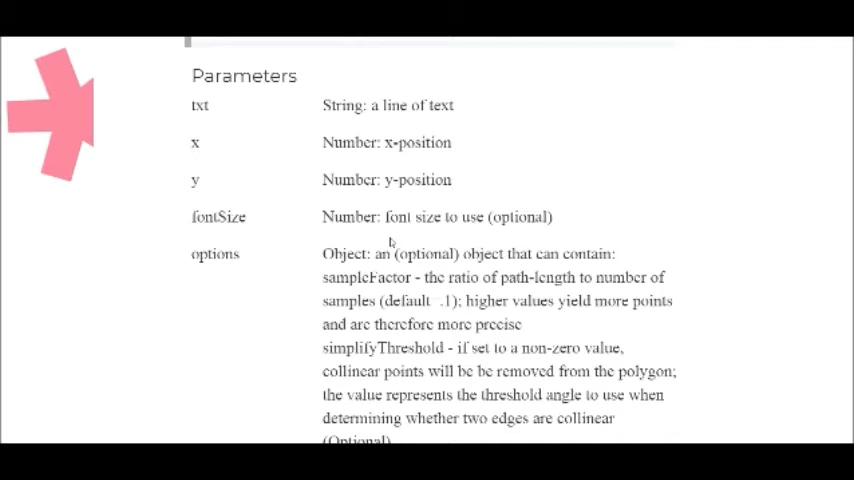 Parameters
txt String: a line of text
x Number: x-position
y Number: y-position
fontSize Number: font size to use (optional)
options Object: an (optional) object that can contain:
sampleFactor - the ratio of path-length to number of
samples (default=.1); higher values yield more points
and are therefore more precise
simplifyThreshold - if set to a non-zero value,
collinear points will be be removed from the polygon;
the value represents the threshold angle to use when
determining whether two edges are collinear
(Optional)